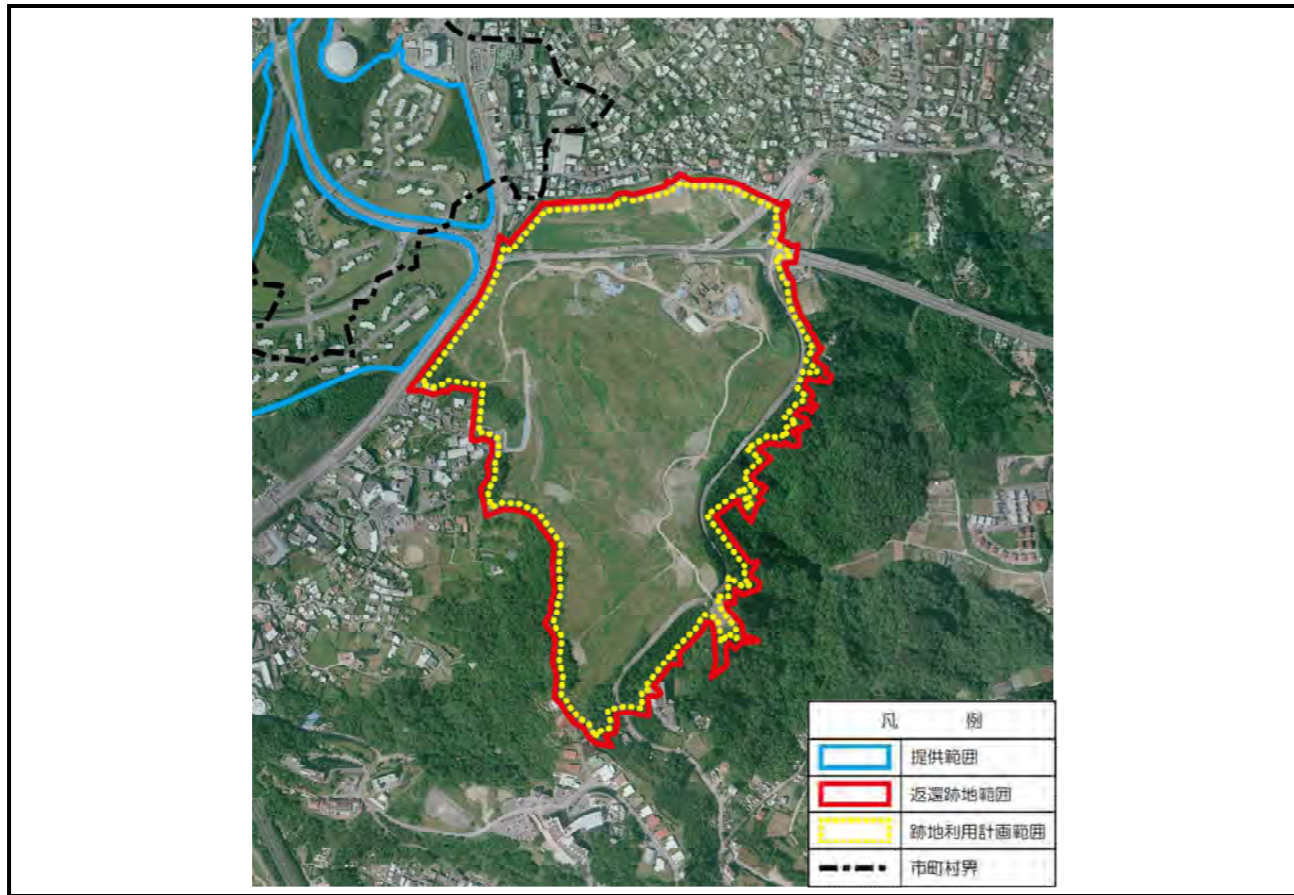 凡 例
提供範囲
返還跡地範囲
跡地利用計画範囲
市町村界